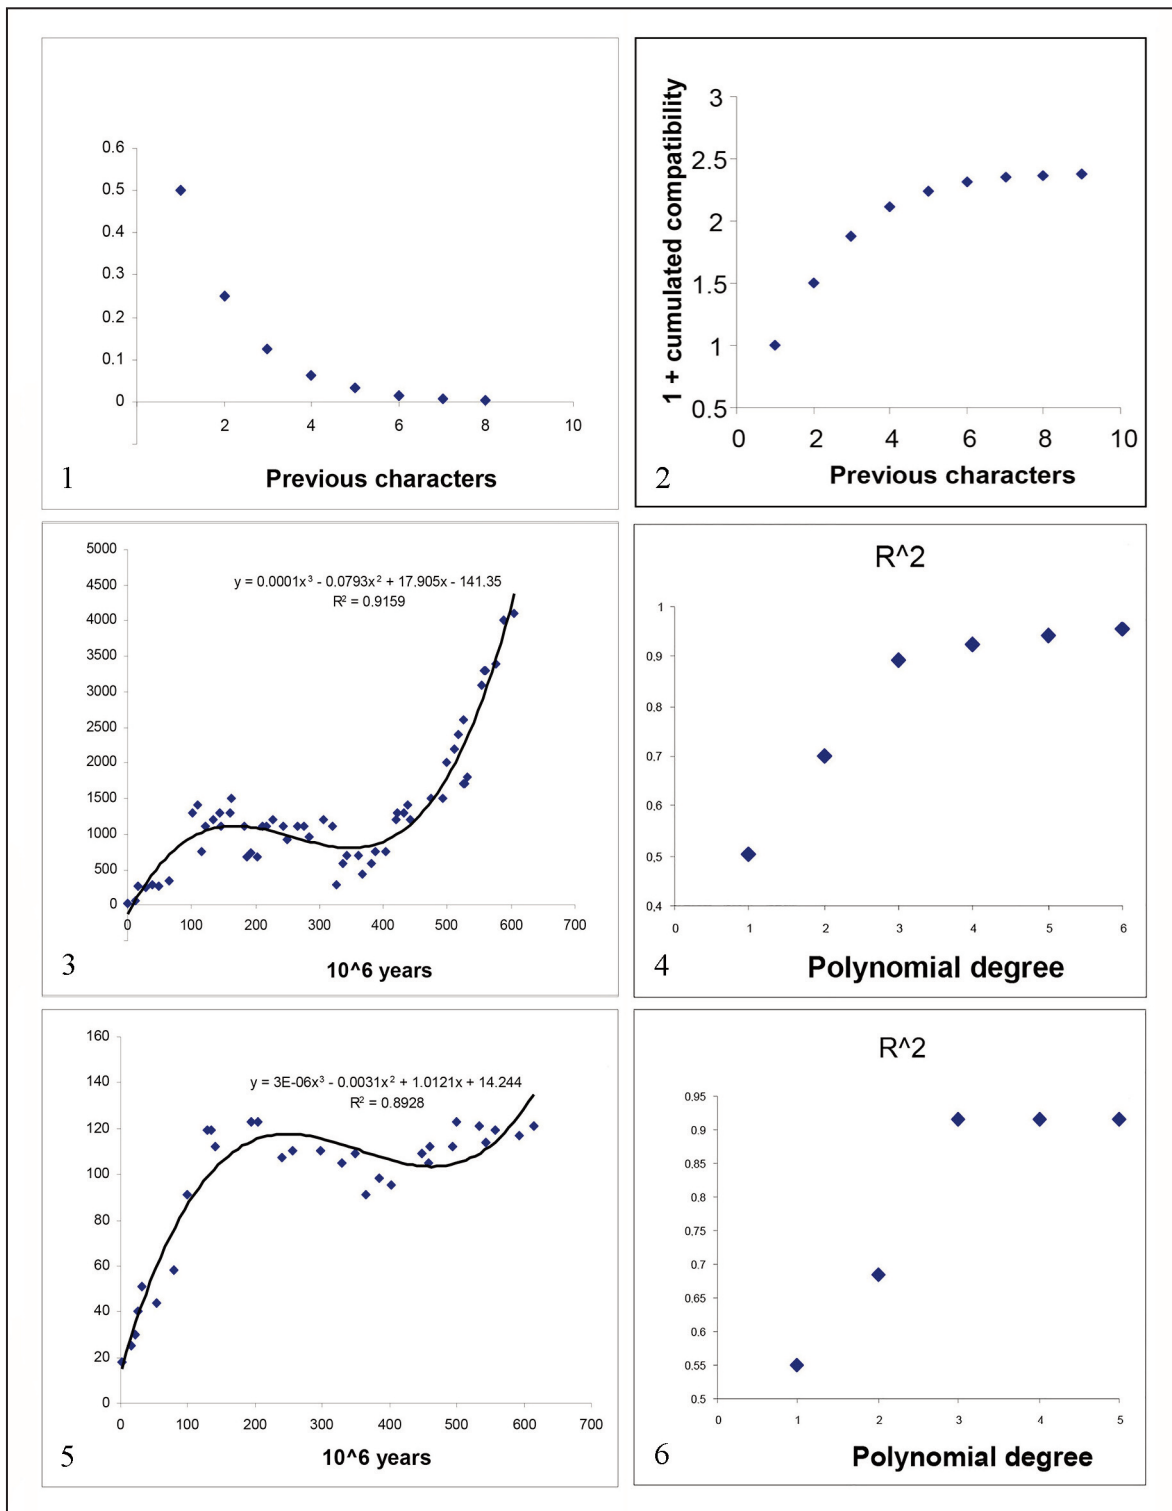 0.6
0.5
0.4
0.3
0.2
0.1
0
2 4 6 8 10
Previous characters
1
1 + cumulated compatibility
3
2.5
2
1.5
1
0.5
0 2 4 6 8 10
Previous characters
2
5000
4500
4000
3500
3000
2500
2000
1500
1000
500
0
y = 0.0001x³ - 0.0793x² + 17.905x - 141.35
R² = 0.9159
0 100 200 300 400 500 600 700
10^6 years
3
R^2
1
0,9
0,8
0,7
0,6
0,5
0,4
0 1 2 3 4 5 6
Polynomial degree
4
160
140
120
100
80
60
40
20
0
y = 3E-06x³ - 0.0031x² + 1.0121x + 14.244
R² = 0.8928
0 100 200 300 400 500 600 700
10^6 years
5
R^2
0.95
0.9
0.85
0.8
0.75
0.7
0.65
0.6
0.55
0.5
0 1 2 3 4 5
Polynomial degree
6